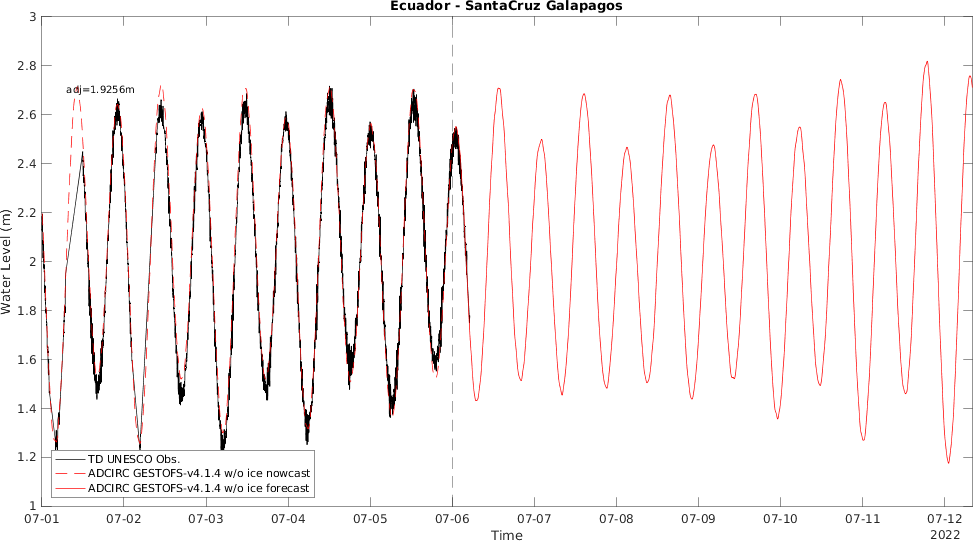 Ecuador - SantaCruz Galapagos
3
2.8
2.6
2.4
2.2
2
1.8
1.6
1.4
1.2
1
Water Level (m)
adj=1.9256m
TD UNESCO Obs.
ADCIRC GESTOFS-v4.1.4 w/o ice nowcast
ADCIRC GESTOFS-v4.1.4 w/o ice forecast
07-01 07-02 07-03 07-04 07-05 07-06 07-07 07-08 07-09 07-10 07-11 07-12
2022
Time